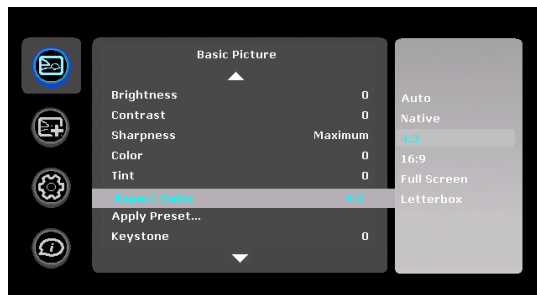 Basic Picture
Brightness 0
Contrast 0
Sharpness Maximum
Color 0
Tint 0
Aspect Ratio 4:3
Apply Preset...
Keystone 0
Auto
Native
4:3
16:9
Full Screen
Letterbox